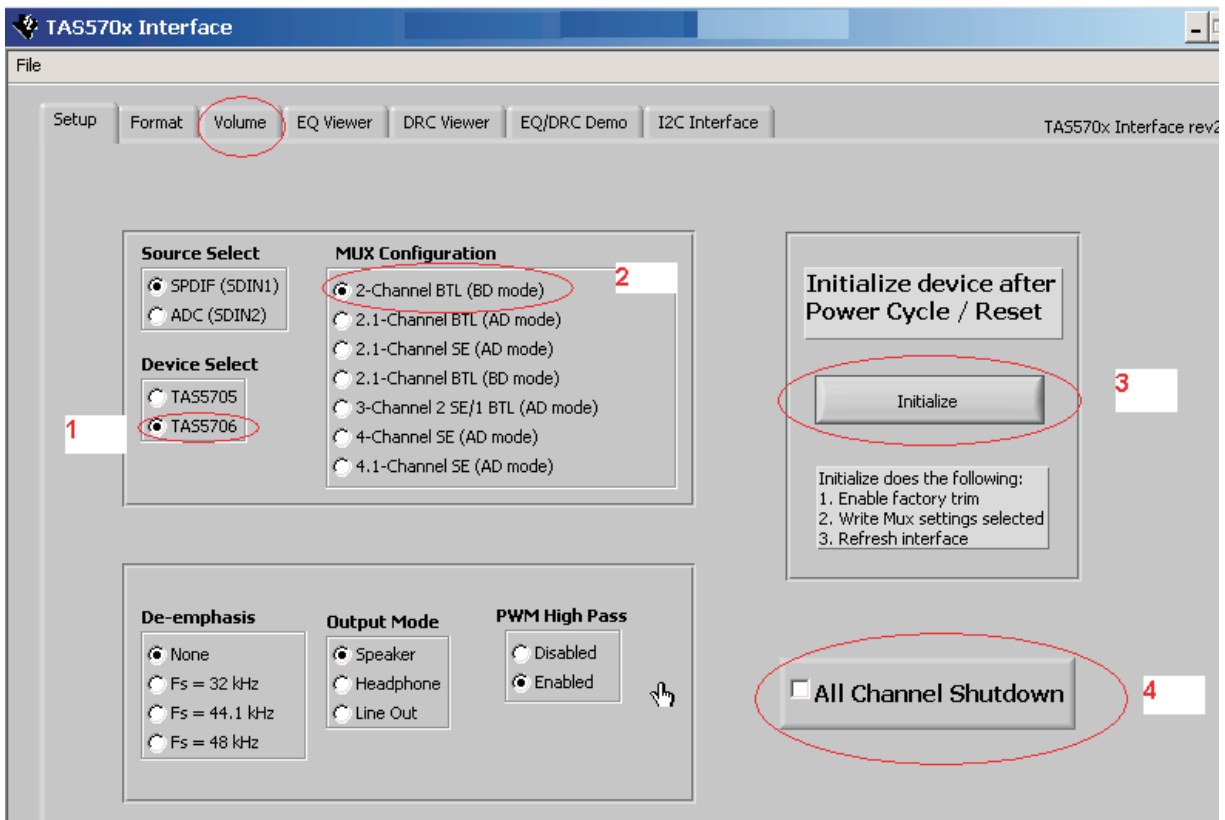 TAS570x Interface
File
Setup
Format
Volume
EQ Viewer
DRC Viewer
EQ/DRC Demo
I2C Interface
TAS570x Interface rev2
Source Select
SPDIF (SDIN1)
ADC (SDIN2)
Device Select
TAS5705
TAS5706
1
MUX Configuration
2-Channel BTL (BD mode)
2
2.1-Channel BTL (AD mode)
2.1-Channel SE (AD mode)
2.1-Channel BTL (BD mode)
3-Channel 2 SE/1 BTL (AD mode)
4-Channel SE (AD mode)
4.1-Channel SE (AD mode)
Initialize device after
Power Cycle / Reset
Initialize
3
Initialize does the following:
1. Enable factory trim
2. Write Mux settings selected
3. Refresh interface
De-emphasis
None
Fs = 32 kHz
Fs = 44.1 kHz
Fs = 48 kHz
Output Mode
Speaker
Headphone
Line Out
PWM High Pass
Disabled
Enabled
All Channel Shutdown
4